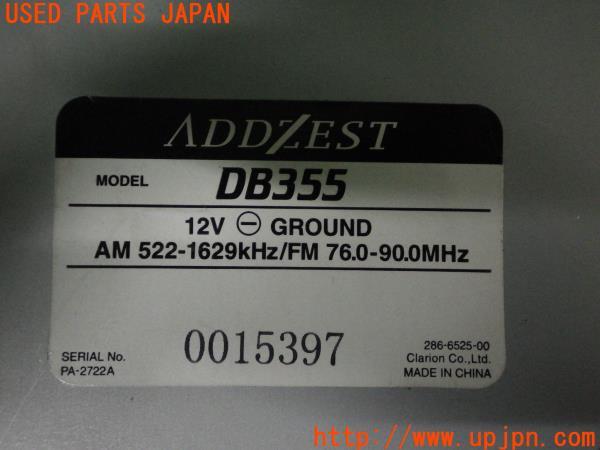 USED PARTS JAPAN
ADDZEST
MODEL DB355
12V ⊖ GROUND
AM 522-1629kHz/FM 76.0-90.0MHz
SERIAL No.
PA-2722A
0015397
286-6525-00
Clarion Co.,Ltd.
MADE IN CHINA
http://www.upjpn.com/